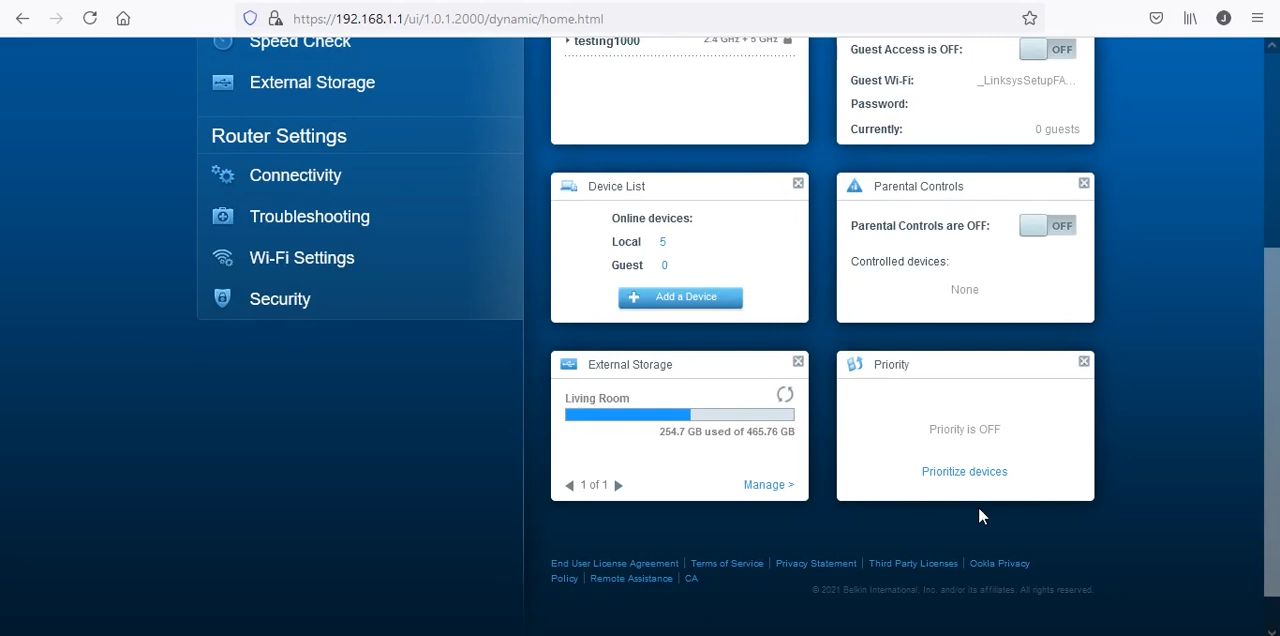 https://192.168.1.1/ui/1.0.1.2000/dynamic/home.html
J
Speed Check
External Storage
Router Settings
Connectivity
Troubleshooting
Wi-Fi Settings
Security
testing1000 2.4 GHz + 5 GHz
Guest Access is OFF: OFF
Guest Wi-Fi: _LinksysSetupFA...
Password:
Currently: 0 guests
Device List
Online devices:
Local 5
Guest 0
Add a Device
Parental Controls
Parental Controls are OFF: OFF
Controlled devices:
None
External Storage
Living Room
254.7 GB used of 465.76 GB
1 of 1 Manage >
Priority
Priority is OFF
Prioritize devices
End User License Agreement | Terms of Service | Privacy Statement | Third Party Licenses | Ookla Privacy
Policy | Remote Assistance | CA
© 2021 Belkin International, Inc. and/or its affiliates. All rights reserved.